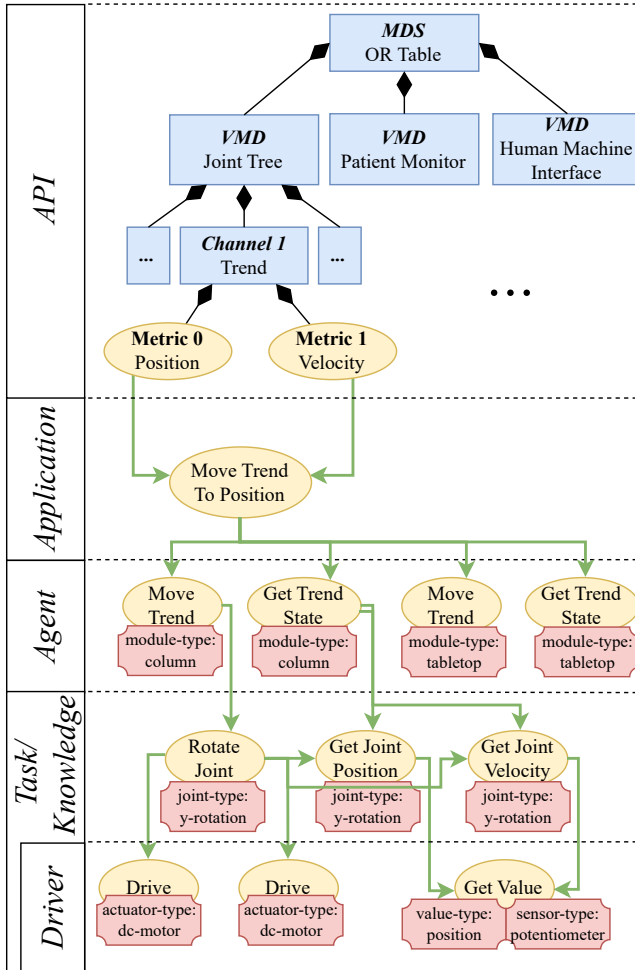 API
MDS
OR Table
VMD
Joint Tree
VMD
Patient Monitor
VMD
Human Machine
Interface
...
Channel 1
Trend
...
...
Metric 0
Position
Metric 1
Velocity
Application
Move Trend
To Position
Agent
Move
Trend
module-type:
column
Get Trend
State
module-type:
column
Move
Trend
module-type:
tabletop
Get Trend
State
module-type:
tabletop
Task/
Knowledge
Rotate
Joint
joint-type:
y-rotation
Get Joint
Position
joint-type:
y-rotation
Get Joint
Velocity
joint-type:
y-rotation
Driver
Drive
actuator-type:
dc-motor
Drive
actuator-type:
dc-motor
Get Value
value-type:
position
sensor-type:
potentiometer